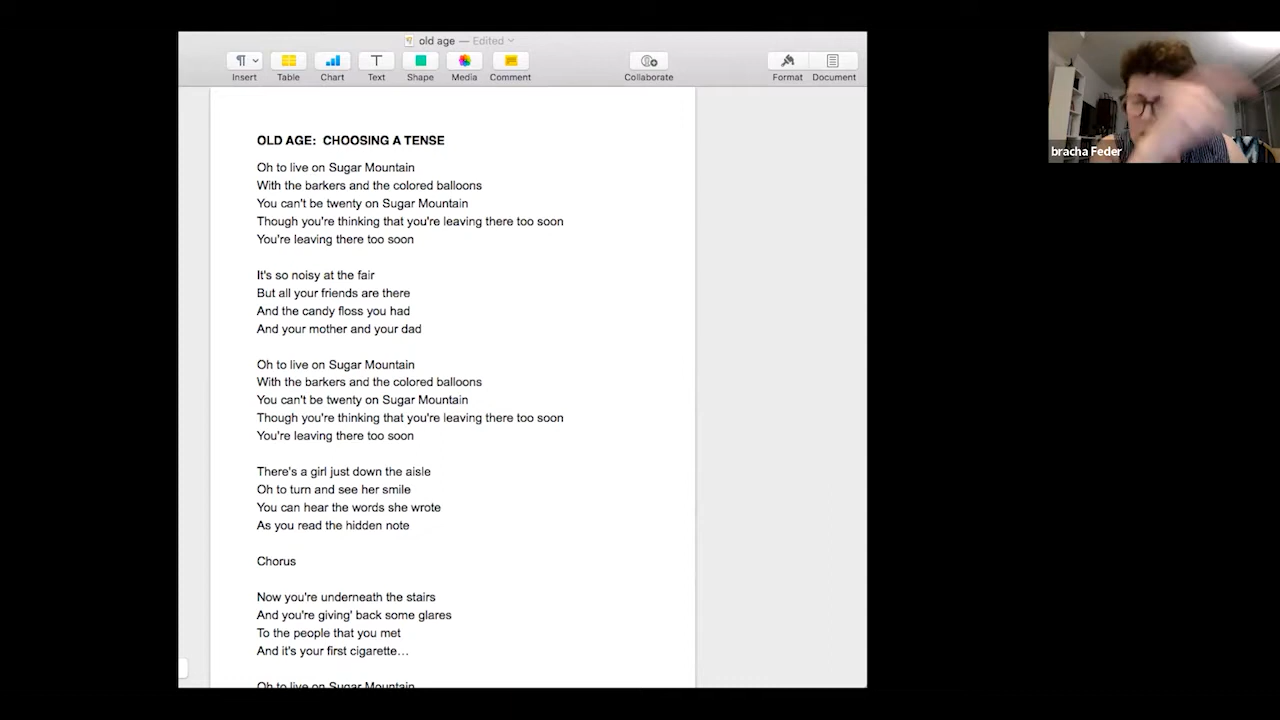 old age — Edited
Insert
Table
Chart
Text
Shape
Media
Comment
Collaborate
Format
Document
OLD AGE: CHOOSING A TENSE
Oh to live on Sugar Mountain
With the barkers and the colored balloons
You can't be twenty on Sugar Mountain
Though you're thinking that you're leaving there too soon
You're leaving there too soon
It's so noisy at the fair
But all your friends are there
And the candy floss you had
And your mother and your dad
Oh to live on Sugar Mountain
With the barkers and the colored balloons
You can't be twenty on Sugar Mountain
Though you're thinking that you're leaving there too soon
You're leaving there too soon
There's a girl just down the aisle
Oh to turn and see her smile
You can hear the words she wrote
As you read the hidden note
Chorus
Now you're underneath the stairs
And you're giving' back some glares
To the people that you met
And it's your first cigarette…
Oh to live on Sugar Mountain
bracha Feder